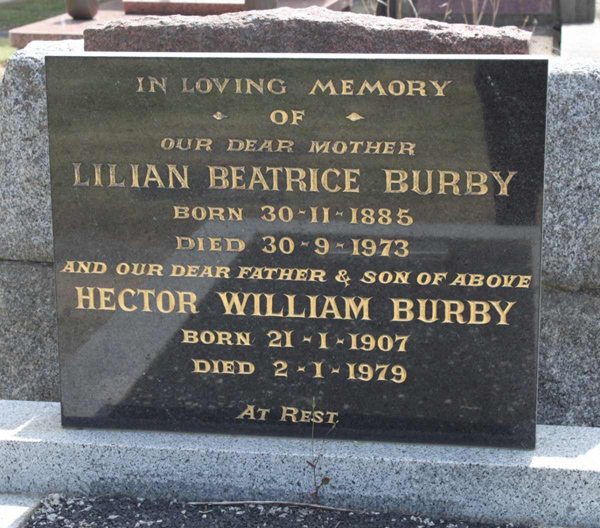 IN LOVING MEMORY
OF
OUR DEAR MOTHER
LILIAN BEATRICE BURBY
BORN 30-11-1885
DIED 30-9-1973
AND OUR DEAR FATHER & SON OF ABOVE
HECTOR WILLIAM BURBY
BORN 21-1-1907
DIED 2-1-1979
AT REST